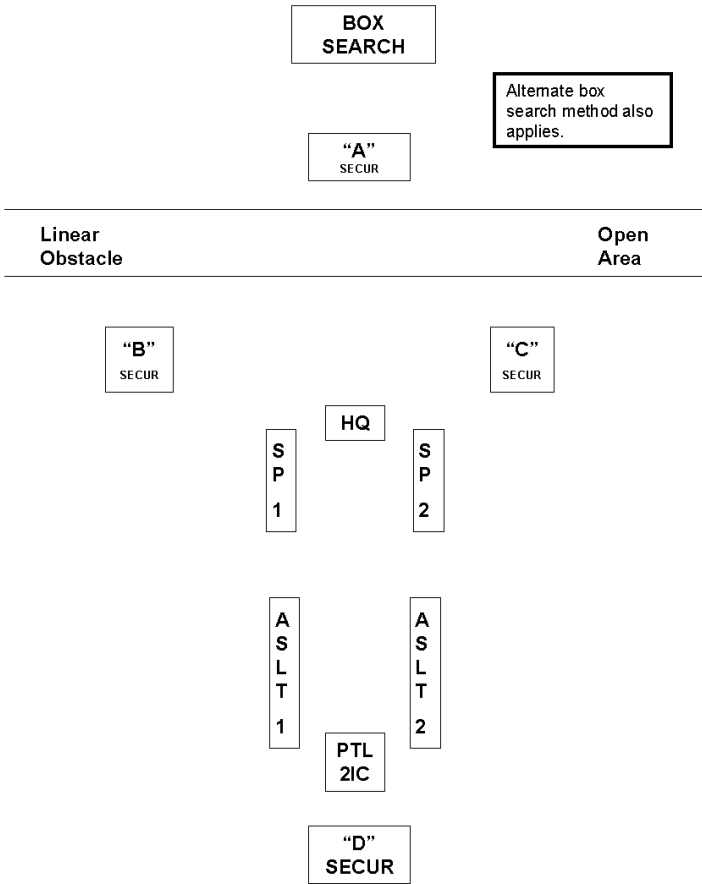 BOX
SEARCH
Alternate box
search method also
applies.
“A”
SECUR
Linear
Obstacle
Open
Area
“B”
SECUR
“C”
SECUR
HQ
S
P
1
S
P
2
A
S
L
T
1
A
S
L
T
2
PTL
2IC
“D”
SECUR